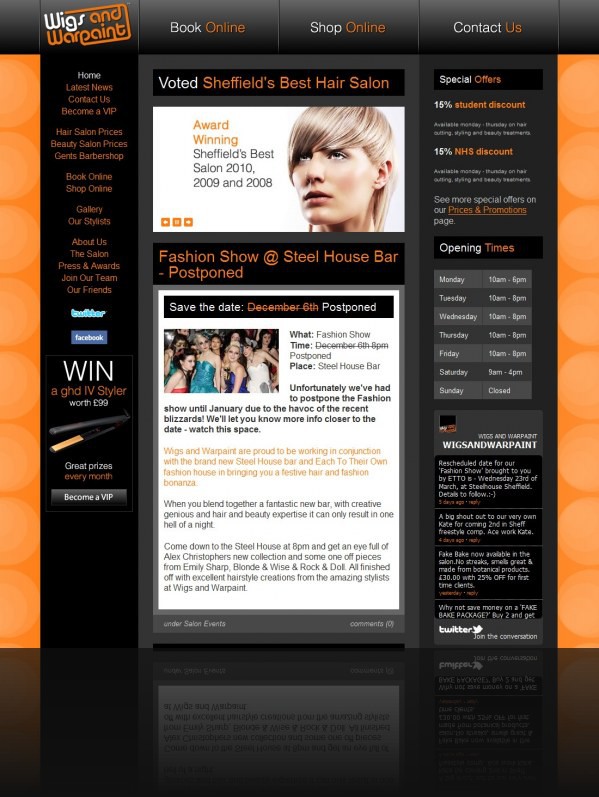 Wigs and
Warpaint
Book Online
Shop Online
Contact Us
Home
Latest News
Contact Us
Become a VIP
Hair Salon Prices
Beauty Salon Prices
Gents Barbershop
Book Online
Shop Online
Gallery
Our Stylists
About Us
The Salon
Press & Awards
Join Our Team
Our Friends
twitter
facebook
WIN
a ghd IV Styler
worth £99
Great prizes
every month
Become a VIP
Voted Sheffield's Best Hair Salon
Award
Winning
Sheffield's Best
Salon 2010,
2009 and 2008
Fashion Show @ Steel House Bar
- Postponed
Save the date: December 6th Postponed
What: Fashion Show
Time: December 6th 8pm
Postponed
Place: Steel House Bar
Unfortunately we've had
to postpone the Fashion
show until January due to the havoc of the recent
blizzards! We'll let you know more info closer to the
date - watch this space.
Wigs and Warpaint are proud to be working in conjunction
with the brand new Steel House bar and Each To Their Own
fashion house in bringing you a festive hair and fashion
bonanza.
When you blend together a fantastic new bar, with creative
genious and hair and beauty expertise it can only result in one
hell of a night.
Come down to the Steel House at 8pm and get an eye full of
Alex Christophers new collection and some one off pieces
from Emily Sharp, Blonde & Wise & Rock & Doll. All finished
off with excellent hairstyle creations from the amazing stylists
at Wigs and Warpaint.
under Salon Events
comments (0)
Special Offers
15% student discount
Available monday - thursday on hair
cutting, styling and beauty treatments.
15% NHS discount
Available monday - thursday on hair
cutting, styling and beauty treatments.
See more special offers on
our Prices & Promotions
page.
Opening Times
Monday 10am - 6pm
Tuesday 10am - 8pm
Wednesday 10am - 8pm
Thursday 10am - 8pm
Friday 10am - 8pm
Saturday 9am - 4pm
Sunday Closed
WIGS AND WARPAINT
WIGSANDWARPAINT
Rescheduled date for our
'Fashion Show' brought to you
by ETTO is - Wednesday 23rd of
March, at Steelhouse Sheffield.
Details to follow.:-)
3 days ago • reply
A big shout out to our very own
Kate for coming 2nd in Sheff
freestyle comp. Ace work Kate.
4 days ago • reply
Fake Bake now available in the
salon.No streaks, smells great &
made from botanical products.
£30.00 with 25% OFF for first
time clients.
yesterday • reply
Why not save money on a 'FAKE
BAKE PACKAGE?' Buy 2 and get
twitter
Join the conversation